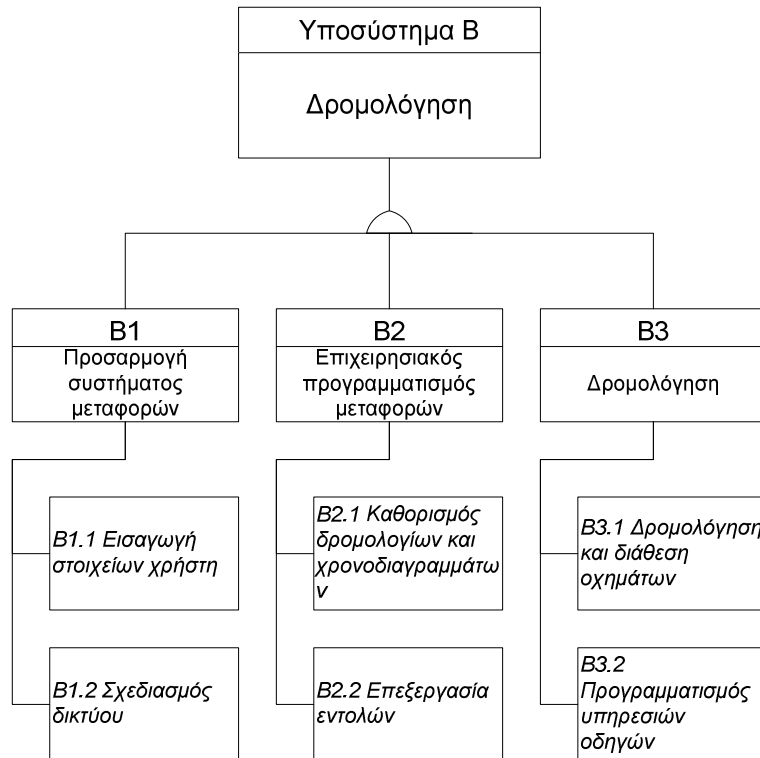 Υποσύστημα Β
Δρομολόγηση
Β1
Προσαρμογή
συστήματος
μεταφορών
Β2
Επιχειρησιακός
προγραμματισμός
μεταφορών
Β3
Δρομολόγηση
Β1.1 Εισαγωγή
στοιχείων χρήστη
Β1.2 Σχεδιασμός
δικτύου
Β2.1 Καθορισμός
δρομολογίων και
χρονοδιαγραμμάτω
ν
Β2.2 Επεξεργασία
εντολών
Β3.1 Δρομολόγηση
και διάθεση
οχημάτων
Β3.2
Προγραμματισμός
υπηρεσιών
οδηγών